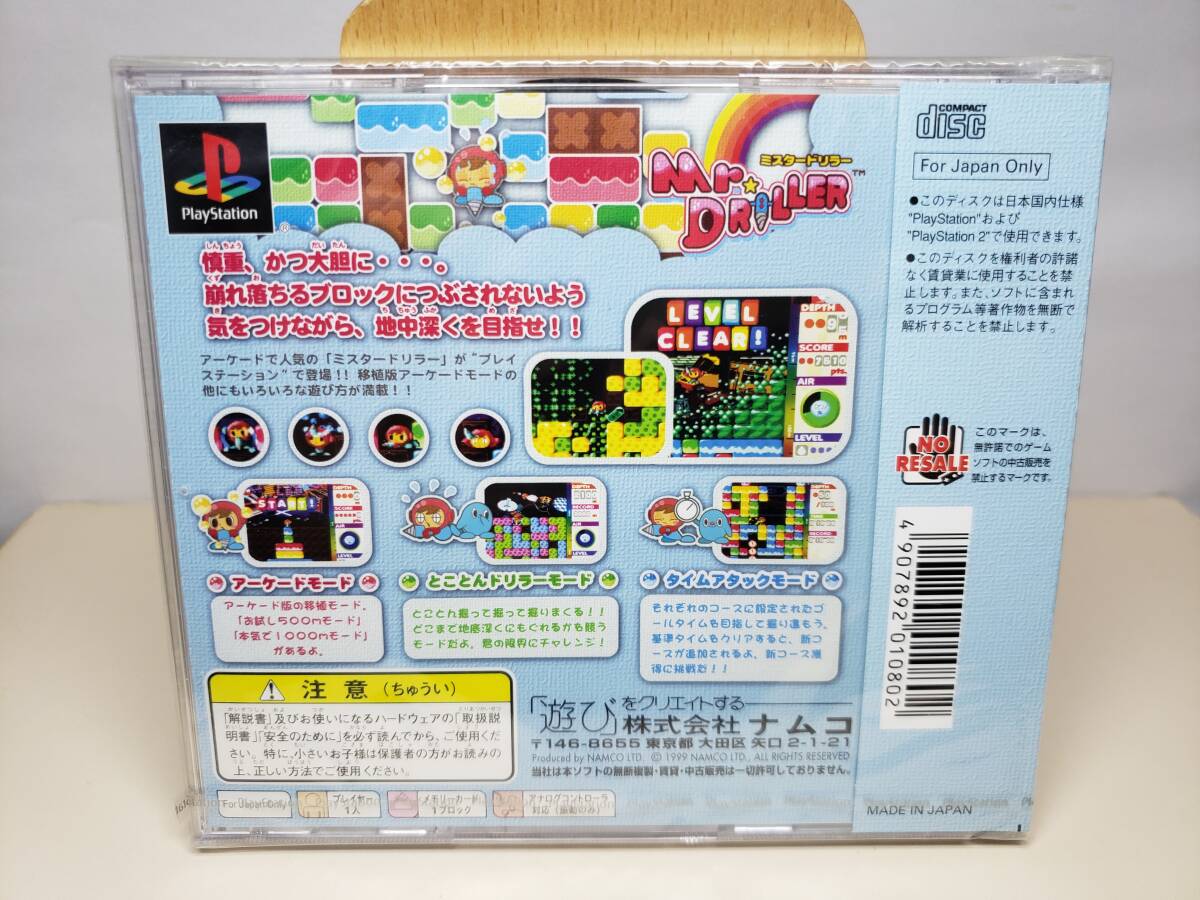 PlayStation
®
ミスタードリラー
Mr. DRILLER
™
慎重、かつ大胆に・・・。
崩れ落ちるブロックにつぶされないよう
気をつけながら、地中深くを目指せ！！
アーケードで人気の「ミスタードリラー」が“プレイ
ステーション”で登場！！移植版アーケードモードの
他にもいろいろな遊び方が満載！！
LEVEL
CLEAR!
DEPTH
m
SCORE
7810
pts.
AIR
LEVEL
START!
DEPTH
SCORE
AIR
LEVEL
DEPTH
RECORD
AIR
LEVEL
DEPTH
TIME
RECORD
アーケードモード
アーケード版の移植モード。
「お試し500mモード」
「本気で1000mモード」
があるよ。
とことんドリラーモード
とことん掘って掘って掘りまくる！！
どこまで地底深くにもぐれるかを競う
モードだよ。君の限界にチャレンジ！
タイムアタックモード
それぞれのコースに設定されたゴ
ールタイムを目指して掘り進もう。
基準タイムをクリアすると、新コー
スが追加されるよ、新コース獲
得に挑戦だ！！
注意（ちゅうい）
「解説書」及びお使いになるハードウェアの「取扱説
明書」「安全のために」を必ず読んでから、ご使用くだ
さい。特に、小さいお子様は保護者の方がお読みの
上、正しい方法でご使用ください。
「遊び」をクリエイトする
株式会社 ナムコ
〒146-8655 東京都 大田区 矢口 2-1-21
Produced by NAMCO LTD. © 1999 NAMCO LTD., ALL RIGHTS RESERVED
当社は本ソフトの無断複製・賃貸・中古販売は一切許可しておりません。
For Japan Only
プレイヤー
1人
メモリーカード
1ブロック
アナログコントローラ
対応（振動のみ）
COMPACT
disc
For Japan Only
●このディスクは日本国内仕様
"PlayStation"および
"PlayStation 2"で使用できます。
●このディスクを権利者の許諾
なく賃貸業に使用することを禁
止します。また、ソフトに含まれ
るプログラム等著作物を無断で
解析することを禁止します。
NO
RESALE
このマークは、
無許諾でのゲーム
ソフトの中古販売を
禁止するマークです。
4 907892 010802
MADE IN JAPAN